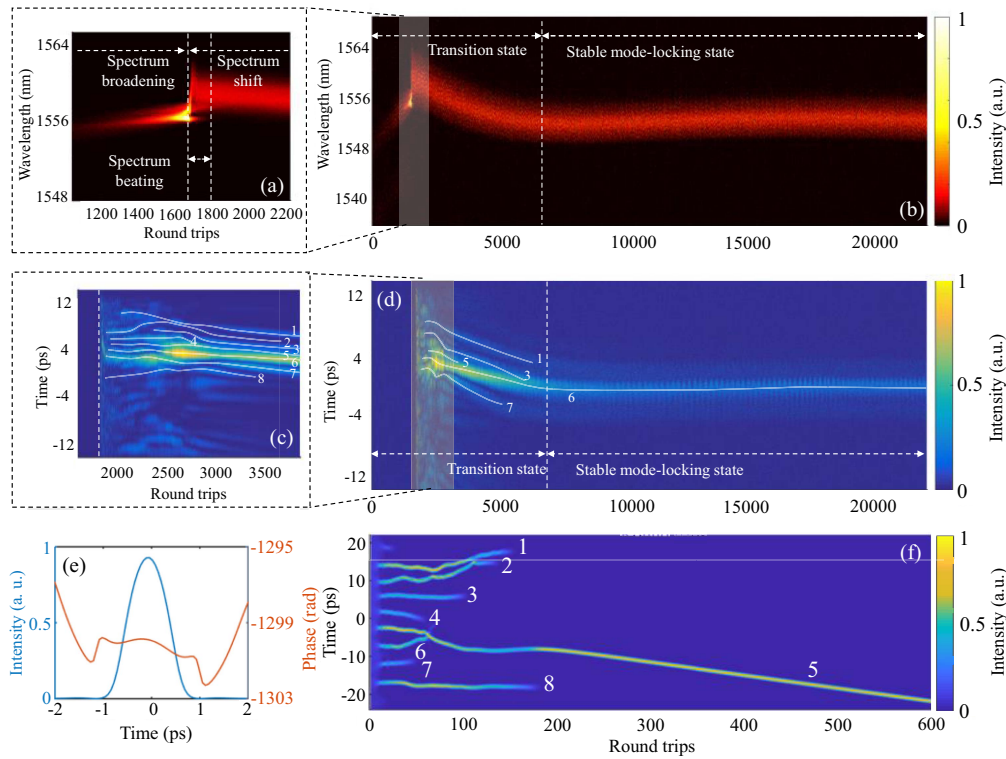 1564
1556
1548
Wavelength (nm)
Spectrum
broadening
Spectrum
shift
Spectrum
beating
(a)
1200 1400 1600 1800 2000 2200
Round trips
1564
1556
1548
1540
Wavelength (nm)
Transition state
Stable mode-locking state
(b)
0 5000 10000 15000 20000
1
0.5
0
Intensity (a.u.)
12
4
-4
-12
Time (ps)
1
2
4
3
5
6
7
8
(c)
2000 2500 3000 3500
Round trips
(d)
12
4
-4
-12
Time (ps)
1
5
3
6
7
Transition state
Stable mode-locking state
0 5000 10000 15000 20000
1
0.5
0
Intensity (a.u.)
(e)
1
0.5
0
Intensity (a. u.)
-1295
-1299
-1303
Phase (rad)
-2 -1 0 1 2
Time (ps)
(f)
20
10
0
-10
-20
Time (ps)
1
2
3
4
6
7
8
5
0 100 200 300 400 500 600
Round trips
1
0.5
0
Intensity (a.u.)